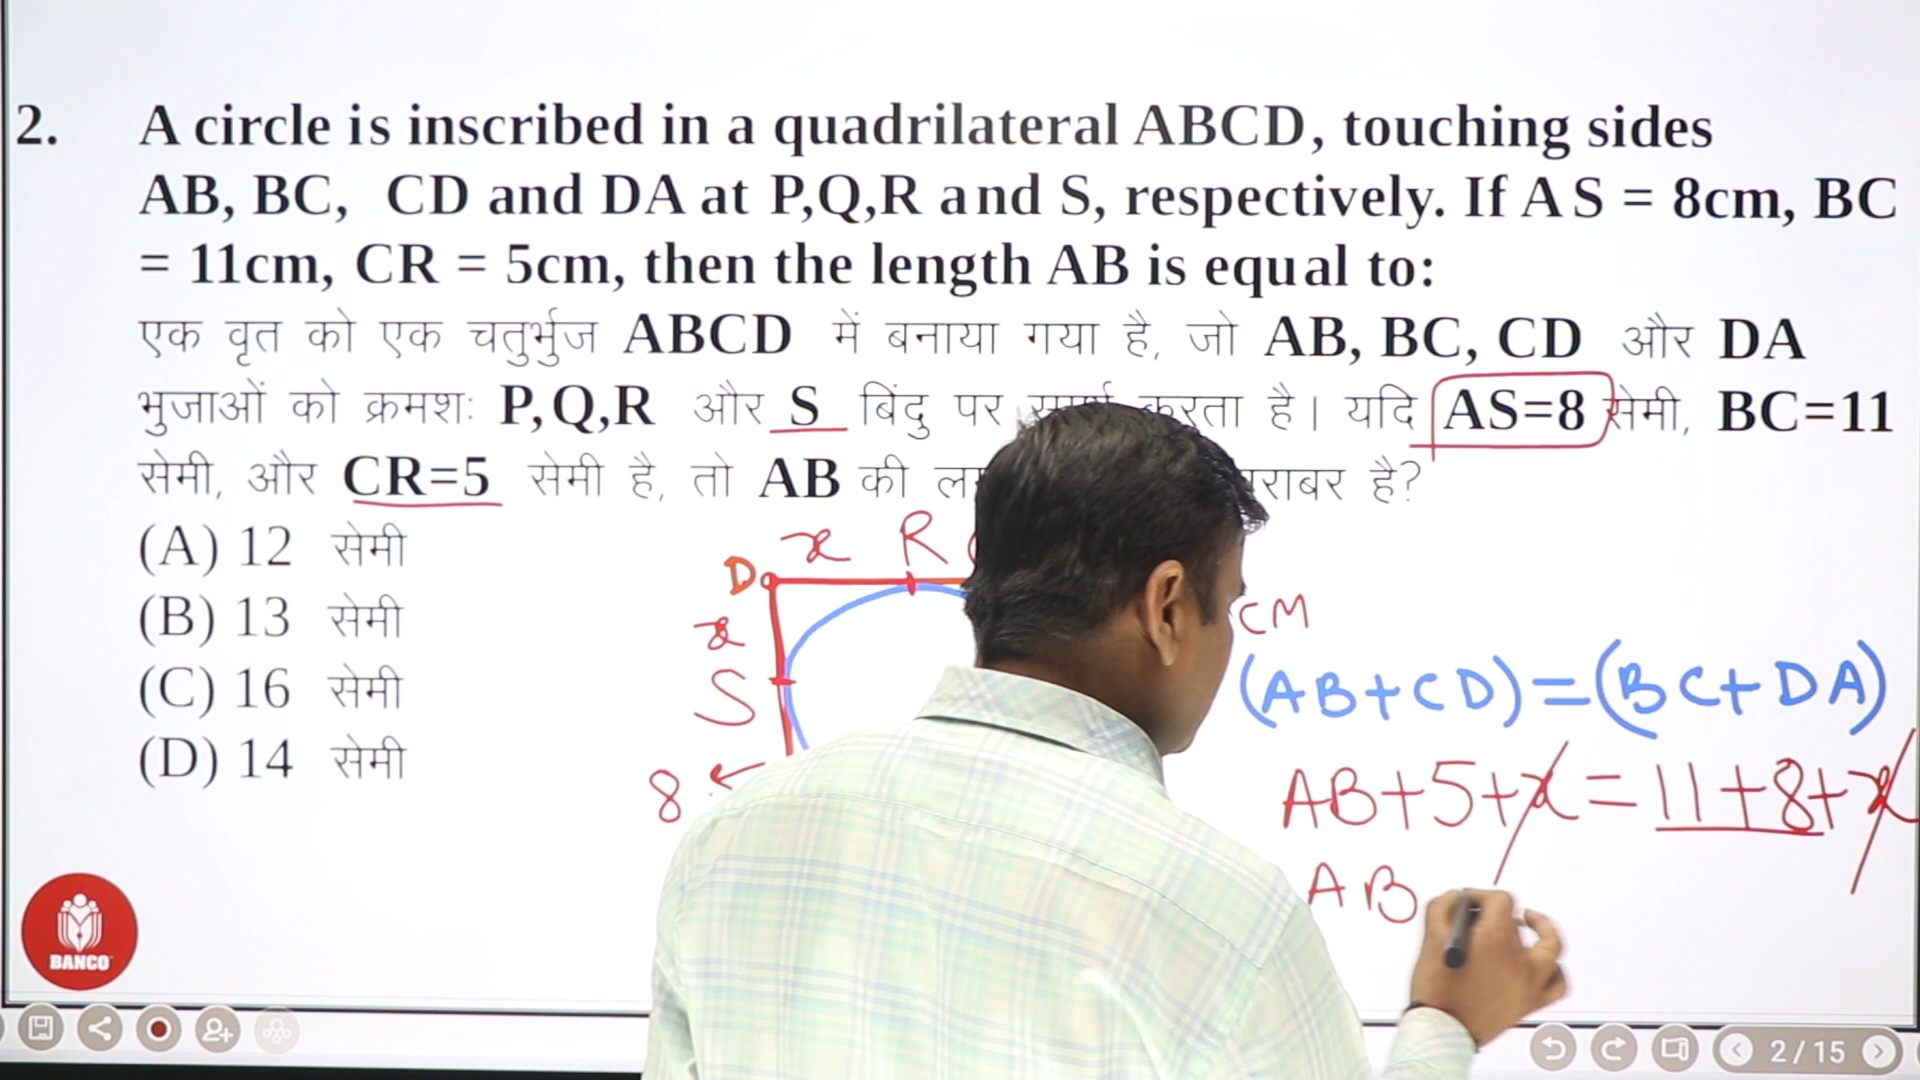 2. A circle is inscribed in a quadrilateral ABCD, touching sides
AB, BC, CD and DA at P,Q,R and S, respectively. If AS = 8cm, BC
= 11cm, CR = 5cm, then the length AB is equal to:
एक वृत को एक चतुर्भुज ABCD में बनाया गया है, जो AB, BC, CD और DA
भुजाओं को क्रमशः P,Q,R और S बिंदु पर करता है। यदि AS=8 सेमी, BC=11
सेमी, और CR=5 सेमी है, तो AB की है?
(A) 12 सेमी
(B) 13 सेमी
(C) 16 सेमी
(D) 14 सेमी
x R
D
x
S
8
CM
(AB+CD)=(BC+DA)
AB+5+x=11+8+x
AB
BANCO
2/15